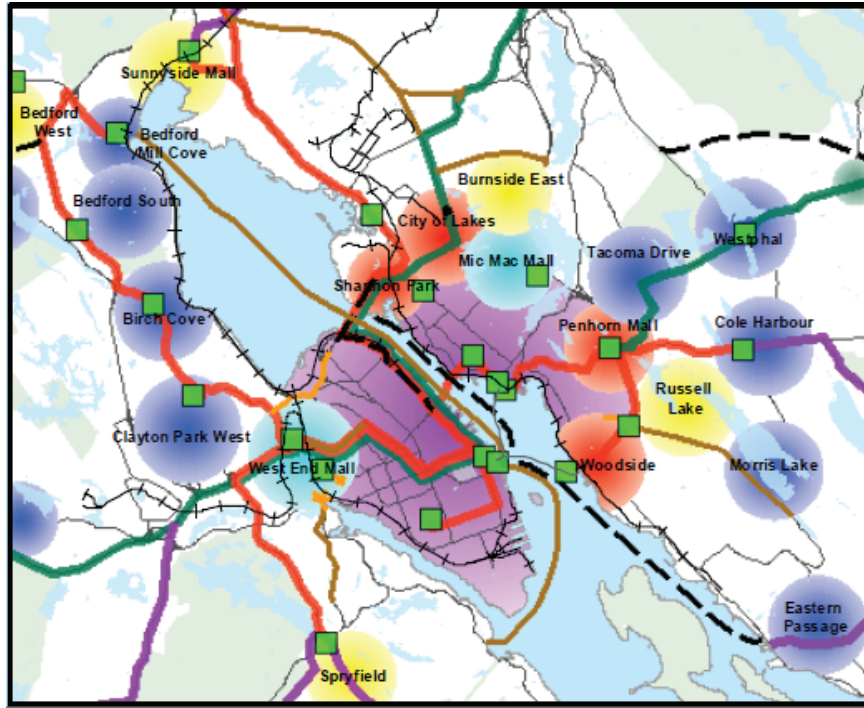 Sunnyside Mall
Bedford
West
Bedford
Mill Cove
Bedford South
Burnside East
City of Lakes
Westphal
Mic Mac Mall
Tacoma Drive
Shannon Park
Birch Cove
Penhorn Mall
Cole Harbour
Russell
Lake
Clayton Park West
West End Mall
Woodside
Morris Lake
Eastern
Passage
Spryfield